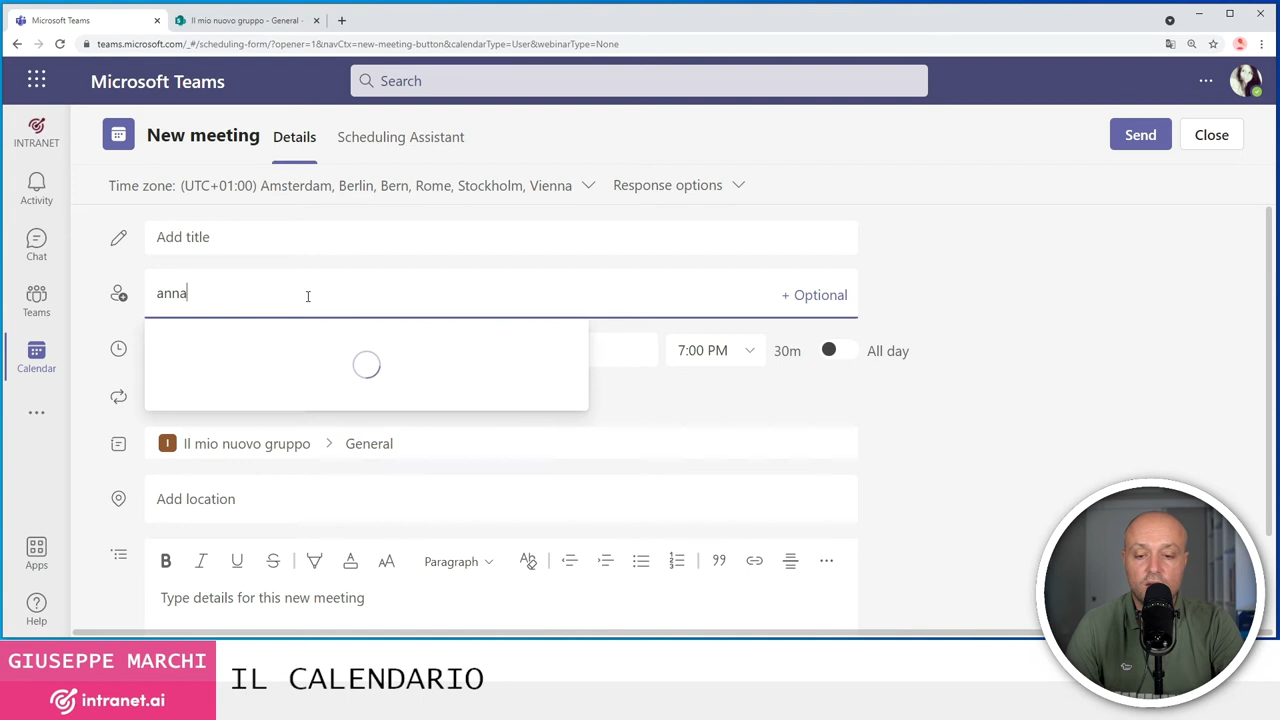 Microsoft Teams
Il mio nuovo gruppo - General -
teams.microsoft.com/_#/scheduling-form/?opener=1&navCtx=new-meeting-button&calendarType=User&webinarType=None
Microsoft Teams
Search
INTRANET
Activity
Chat
Teams
Calendar
Apps
Help
New meeting
Details
Scheduling Assistant
Send
Close
Time zone: (UTC+01:00) Amsterdam, Berlin, Bern, Rome, Stockholm, Vienna
Response options
Add title
anna
+ Optional
7:00 PM
30m
All day
I
Il mio nuovo gruppo > General
Add location
B I U S A AA Paragraph Ab
Type details for this new meeting
GIUSEPPE MARCHI
intranet.ai
IL CALENDARIO